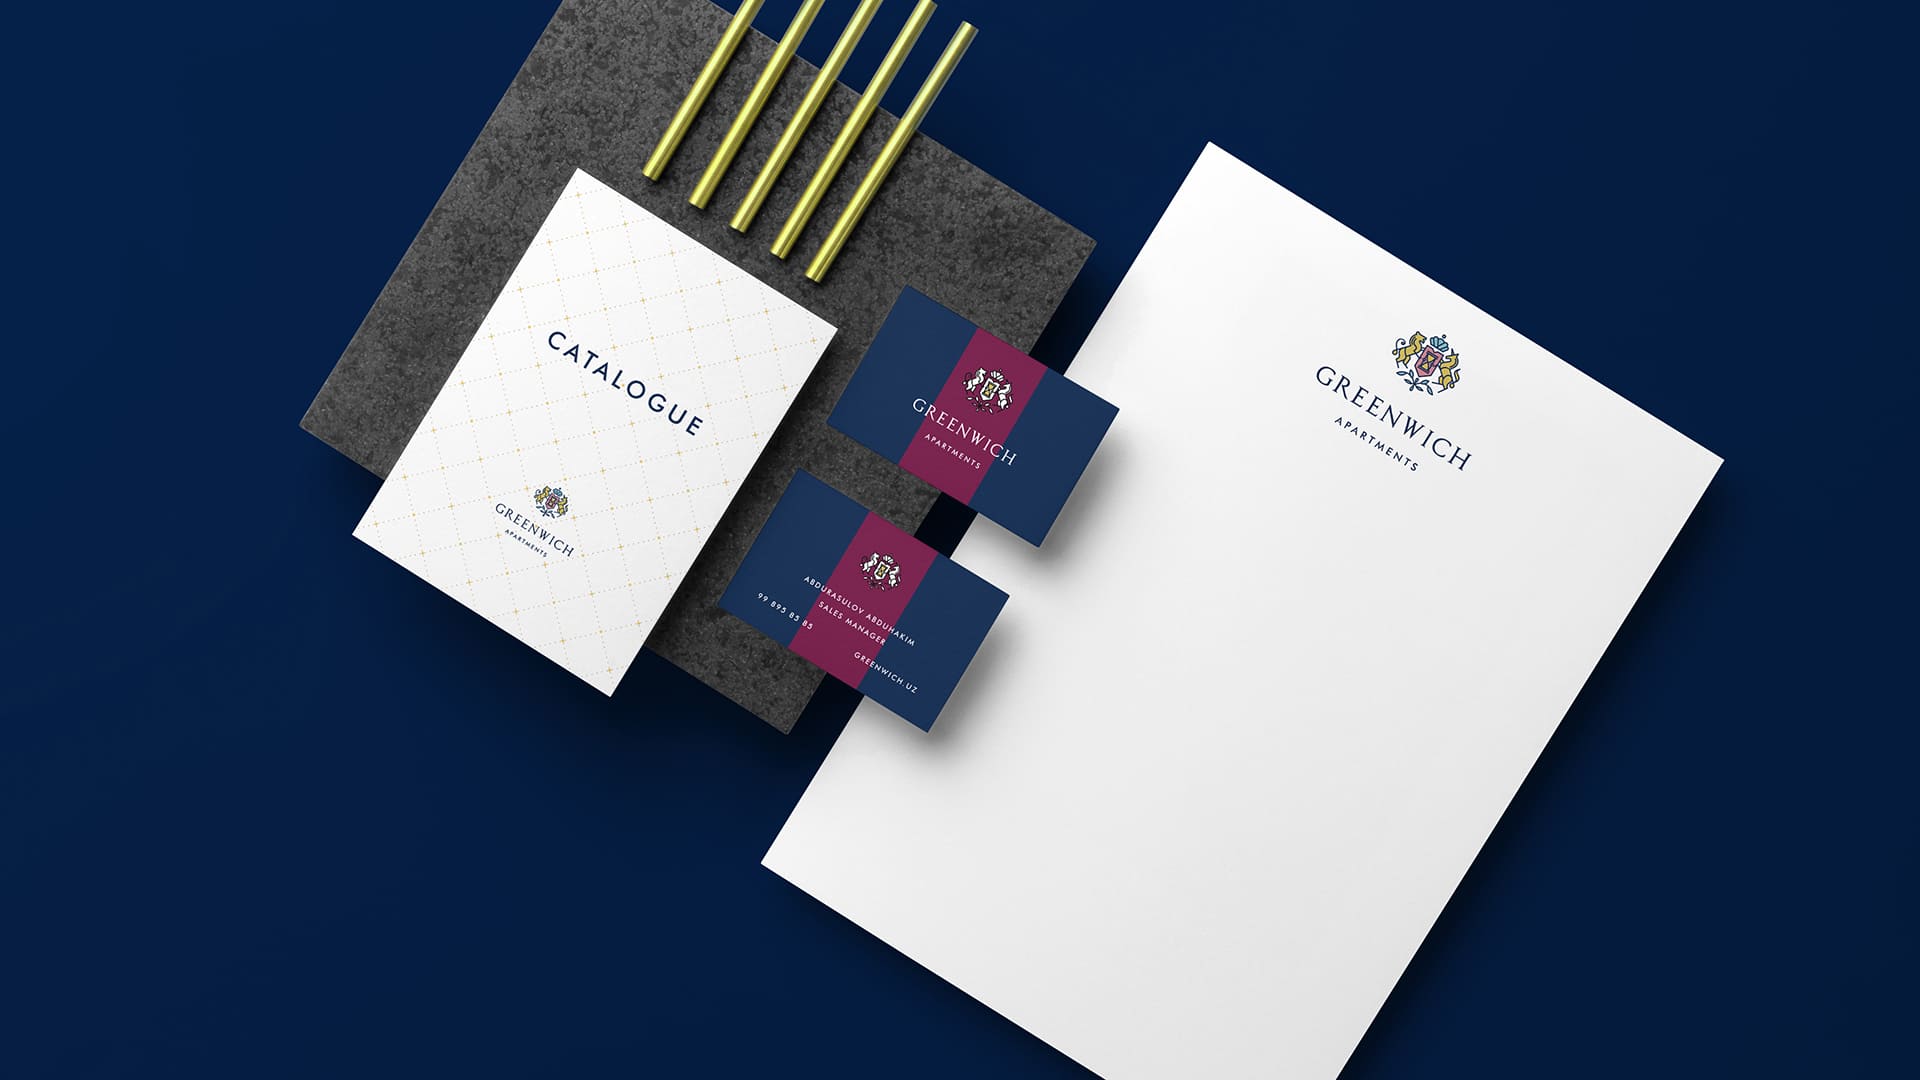 CATALOGUE
GREENWICH
APARTMENTS
GREENWICH
APARTMENTS
ABDURASULOV ABDUHAKIM
SALES MANAGER
99 895 85 85
GREENWICH.UZ
GREENWICH
APARTMENTS